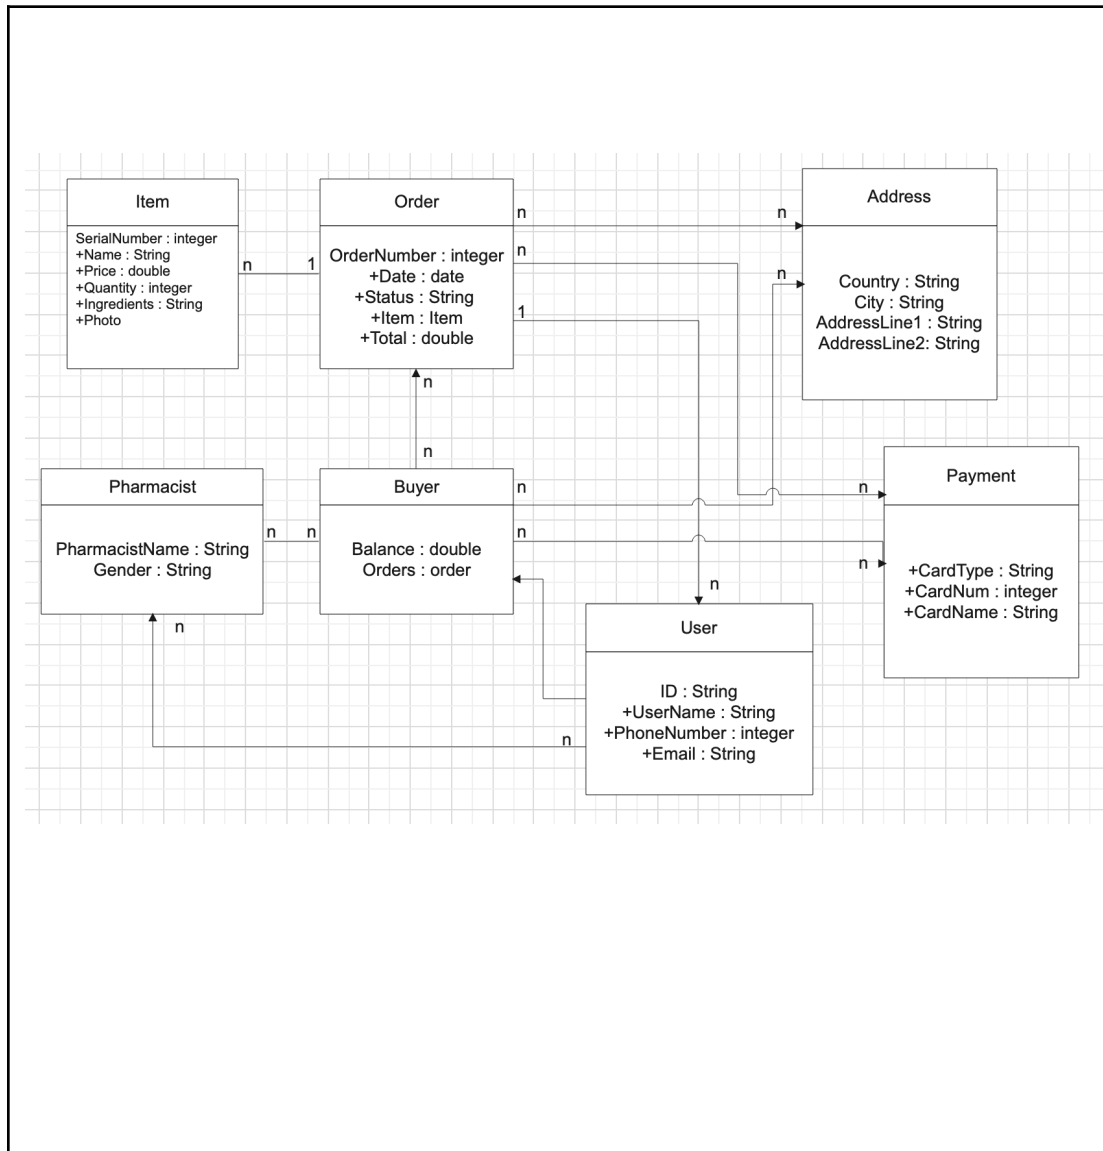 Item
SerialNumber : integer
+Name : String
+Price : double
+Quantity : integer
+Ingredients : String
+Photo
n
1
Order
OrderNumber : integer
+Date : date
+Status : String
+Item : Item
+Total : double
n
n
1
n
n
Address
Country : String
City : String
AddressLine1 : String
AddressLine2: String
n
n
Pharmacist
PharmacistName : String
Gender : String
n
n
n
Buyer
Balance : double
Orders : order
n
n
n
n
Payment
+CardType : String
+CardNum : integer
+CardName : String
n
User
ID : String
+UserName : String
+PhoneNumber : integer
+Email : String
n